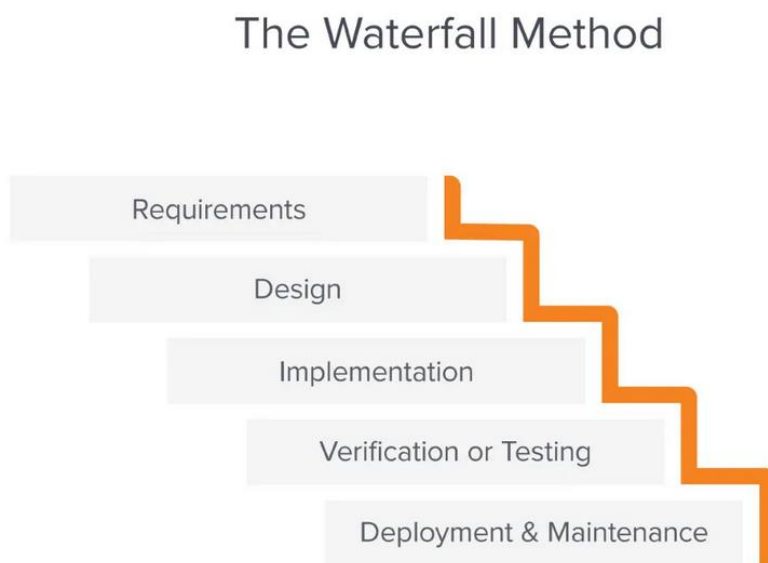 The Waterfall Method
Requirements
Design
Implementation
Verification or Testing
Deployment & Maintenance